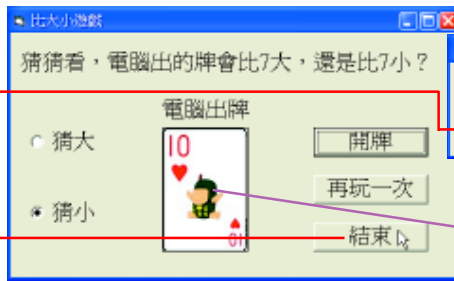 比大小遊戲
猜猜看，電腦出的牌會比7大，還是比7小？
電腦出牌
猜大
10
開牌
再玩一次
猜小
10
結束